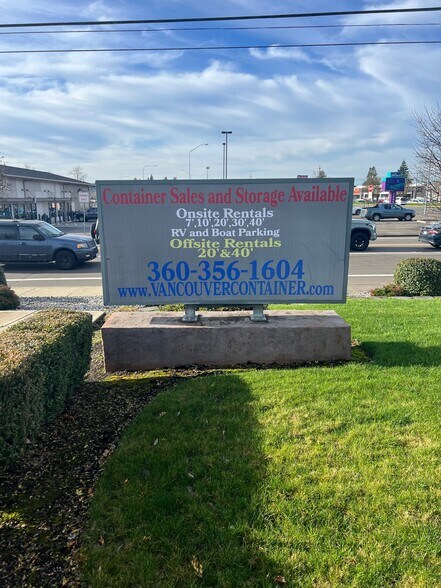 Container Sales and Storage Available
Onsite Rentals
7',10',20',30',40'
RV and Boat Parking
Offsite Rentals
20'&40'
360-356-1604
www.VANCOUVERCONTAINER.com